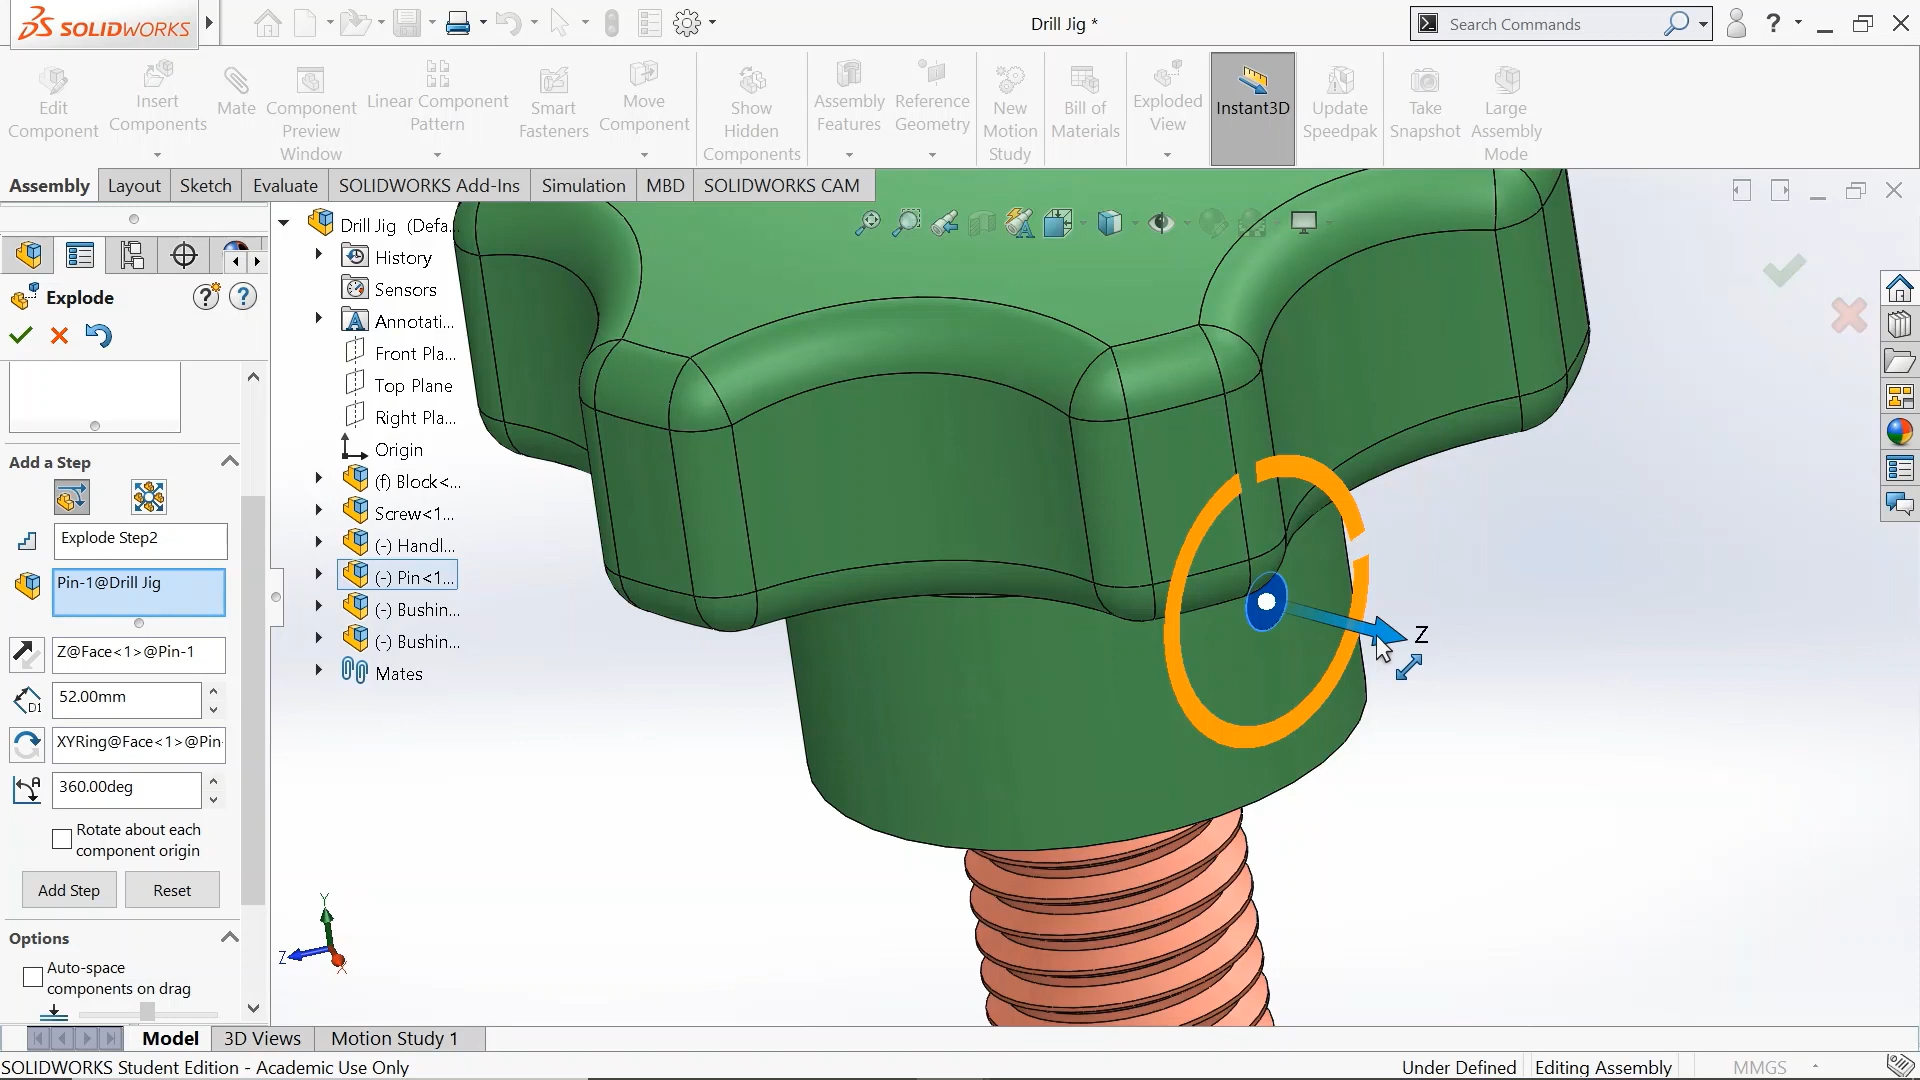 SOLIDWORKS
Drill Jig *
Search Commands
?
Edit Component
Insert Components
Mate
Component Preview Window
Linear Component Pattern
Smart Fasteners
Move Component
Show Hidden Components
Assembly Features
Reference Geometry
New Motion Study
Bill of Materials
Exploded View
Instant3D
Update Speedpak
Take Snapshot
Large Assembly Mode
Assembly
Layout
Sketch
Evaluate
SOLIDWORKS Add-Ins
Simulation
MBD
SOLIDWORKS CAM
Explode
Add a Step
Explode Step2
Pin-1@Drill Jig
Z@Face<1>@Pin-1
D1
52.00mm
XYRing@Face<1>@Pin
360.00deg
Rotate about each
component origin
Add Step
Reset
Options
Auto-space
components on drag
Drill Jig (Defa...
History
Sensors
Annotati...
Front Pla...
Top Plane
Right Pla...
Origin
(f) Block<...
Screw<1...
(-) Handl...
(-) Pin<1...
(-) Bushin...
(-) Bushin...
Mates
Z
Y
Z
X
Model
3D Views
Motion Study 1
SOLIDWORKS Student Edition - Academic Use Only
Under Defined
Editing Assembly
MMGS